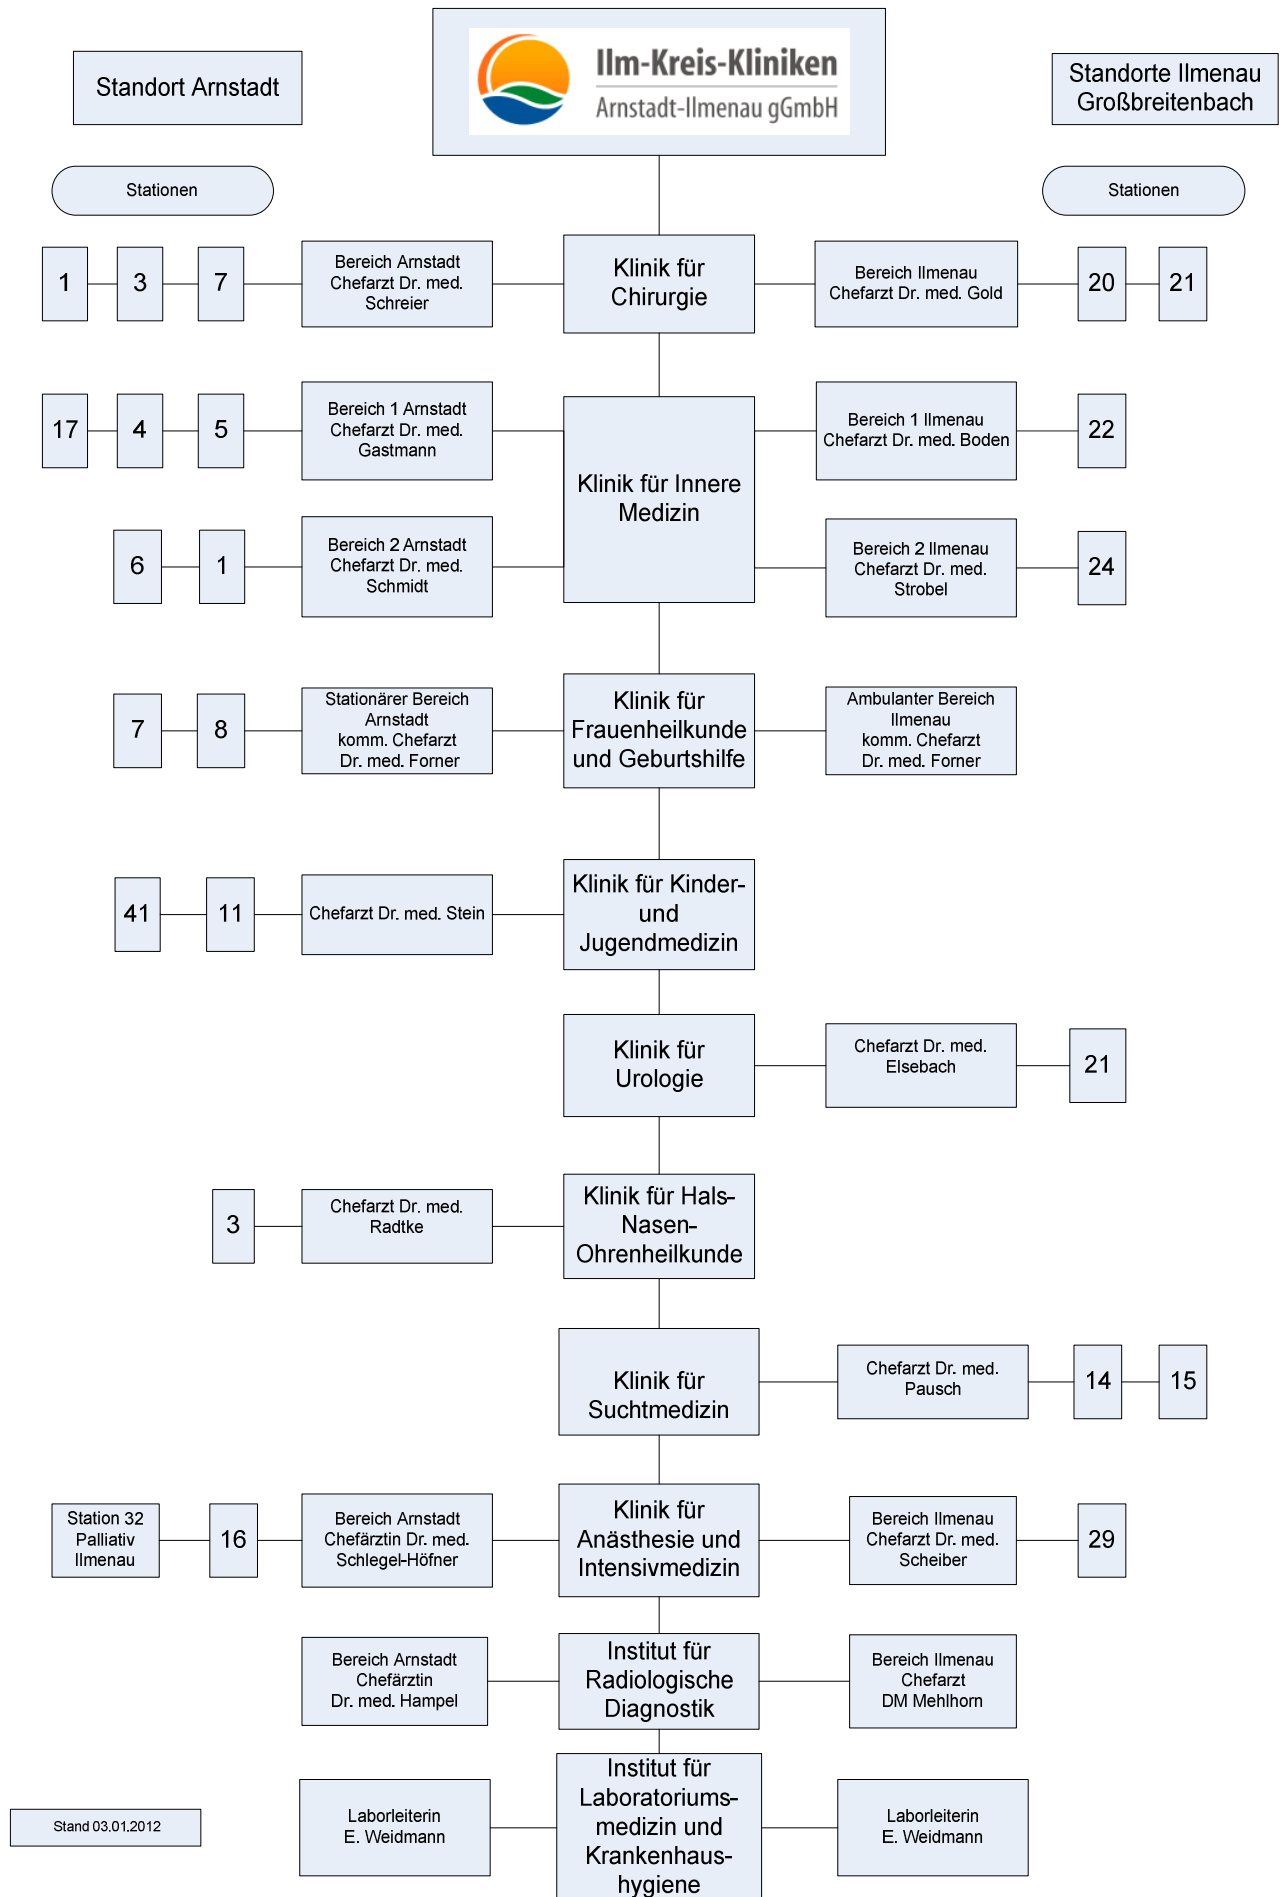 Ilm-Kreis-Kliniken
Arnstadt-Ilmenau gGmbH
Standort Arnstadt
Standorte Ilmenau
Großbreitenbach
Stationen
Stationen
1
3
7
Bereich Arnstadt
Chefarzt Dr. med.
Schreier
Klinik für
Chirurgie
Bereich Ilmenau
Chefarzt Dr. med. Gold
20
21
17
4
5
Bereich 1 Arnstadt
Chefarzt Dr. med.
Gastmann
Klinik für Innere
Medizin
Bereich 1 Ilmenau
Chefarzt Dr. med. Boden
22
6
1
Bereich 2 Arnstadt
Chefarzt Dr. med.
Schmidt
Bereich 2 Ilmenau
Chefarzt Dr. med.
Strobel
24
7
8
Stationärer Bereich
Arnstadt
komm. Chefarzt
Dr. med. Forner
Klinik für
Frauenheilkunde
und Geburtshilfe
Ambulanter Bereich
Ilmenau
komm. Chefarzt
Dr. med. Forner
41
11
Chefarzt Dr. med. Stein
Klinik für Kinder-
und
Jugendmedizin
Klinik für
Urologie
Chefarzt Dr. med.
Elsebach
21
3
Chefarzt Dr. med.
Radtke
Klinik für Hals-
Nasen-
Ohrenheilkunde
Klinik für
Suchtmedizin
Chefarzt Dr. med.
Pausch
14
15
Station 32
Palliativ
Ilmenau
16
Bereich Arnstadt
Chefärztin Dr. med.
Schlegel-Höfner
Klinik für
Anästhesie und
Intensivmedizin
Bereich Ilmenau
Chefarzt Dr. med.
Scheiber
29
Bereich Arnstadt
Chefärztin
Dr. med. Hampel
Institut für
Radiologische
Diagnostik
Bereich Ilmenau
Chefarzt
DM Mehlhorn
Laborleiterin
E. Weidmann
Institut für
Laboratoriums-
medizin und
Krankenhaus-
hygiene
Laborleiterin
E. Weidmann
Stand 03.01.2012